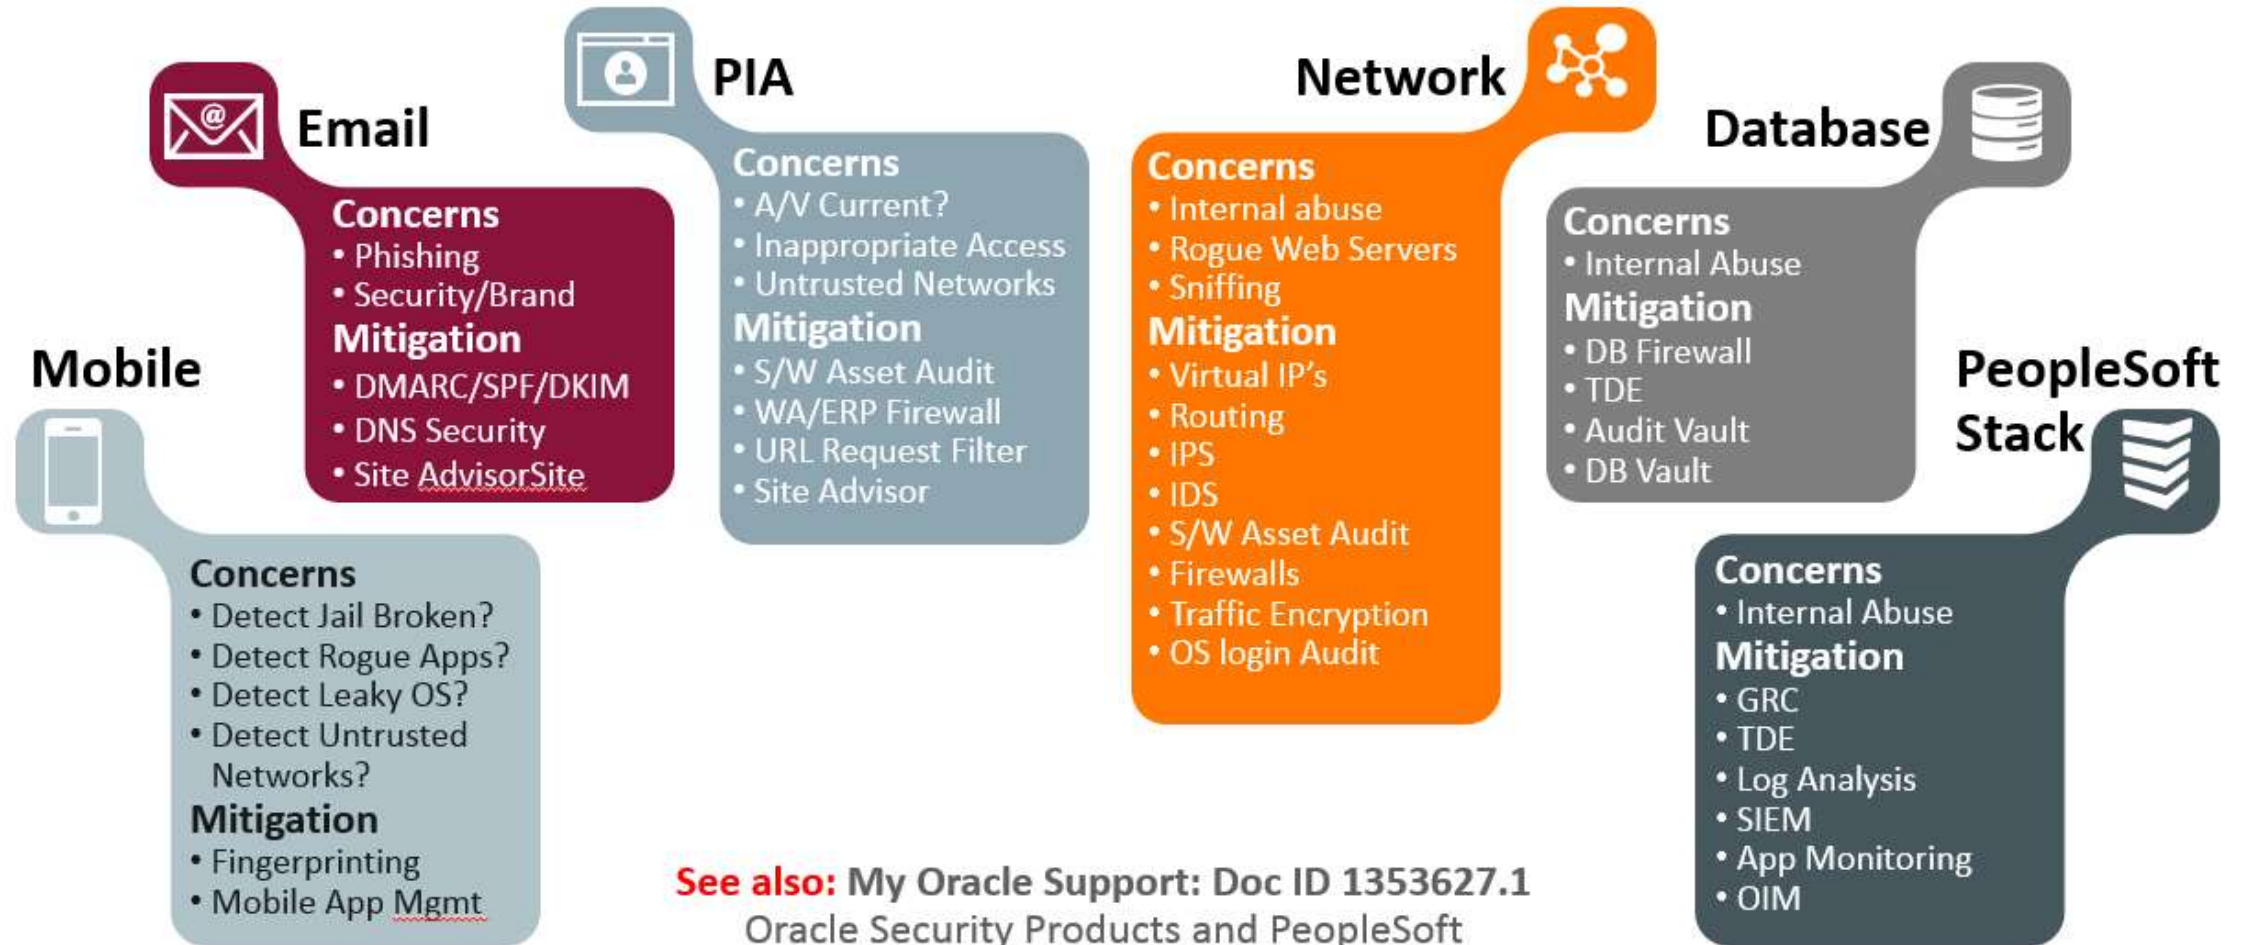 Mobile
Concerns
• Detect Jail Broken?
• Detect Rogue Apps?
• Detect Leaky OS?
• Detect Untrusted
Networks?
Mitigation
• Fingerprinting
• Mobile App Mgmt
@
Email
Concerns
• Phishing
• Security/Brand
Mitigation
• DMARC/SPF/DKIM
• DNS Security
• Site AdvisorSite
PIA
Concerns
• A/V Current?
• Inappropriate Access
• Untrusted Networks
Mitigation
• S/W Asset Audit
• WA/ERP Firewall
• URL Request Filter
• Site Advisor
Network
Concerns
• Internal abuse
• Rogue Web Servers
• Sniffing
Mitigation
• Virtual IP's
• Routing
• IPS
• IDS
• S/W Asset Audit
• Firewalls
• Traffic Encryption
• OS login Audit
Database
Concerns
• Internal Abuse
Mitigation
• DB Firewall
• TDE
• Audit Vault
• DB Vault
PeopleSoft
Stack
Concerns
• Internal Abuse
Mitigation
• GRC
• TDE
• Log Analysis
• SIEM
• App Monitoring
• OIM
See also: My Oracle Support: Doc ID 1353627.1
Oracle Security Products and PeopleSoft